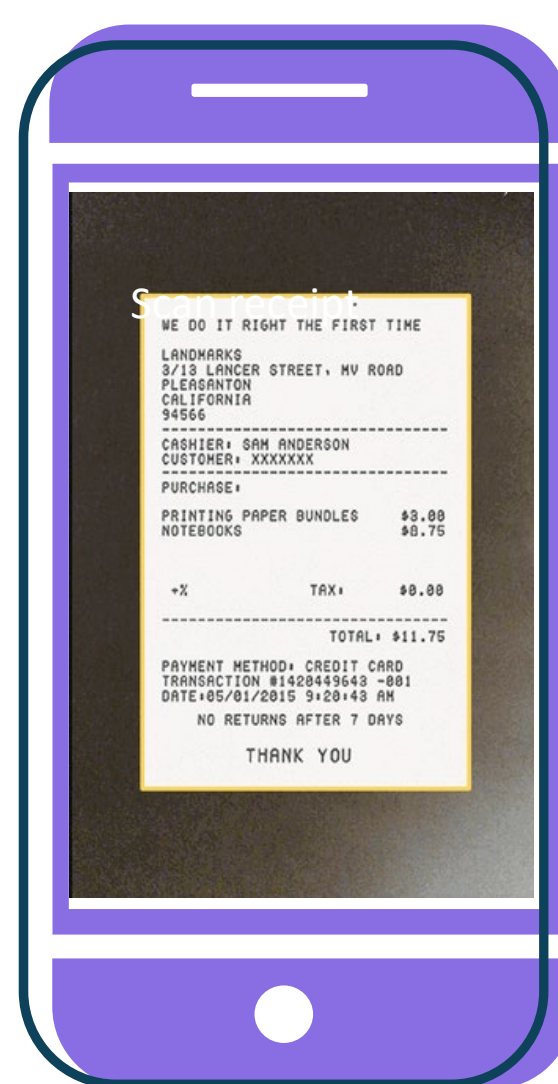 Scan receipt
WE DO IT RIGHT THE FIRST TIME
LANDMARKS
3/13 LANCER STREET, MV ROAD
PLEASANTON
CALIFORNIA
94566
--------------------------------
CASHIER: SAM ANDERSON
CUSTOMER: XXXXXXX
--------------------------------
PURCHASE:
PRINTING PAPER BUNDLES $3.00
NOTEBOOKS $8.75
+% TAX: $0.00
--------------------------------
TOTAL: $11.75
PAYMENT METHOD: CREDIT CARD
TRANSACTION #1420449643 -001
DATE:05/01/2015 9:20:43 AM
NO RETURNS AFTER 7 DAYS
THANK YOU